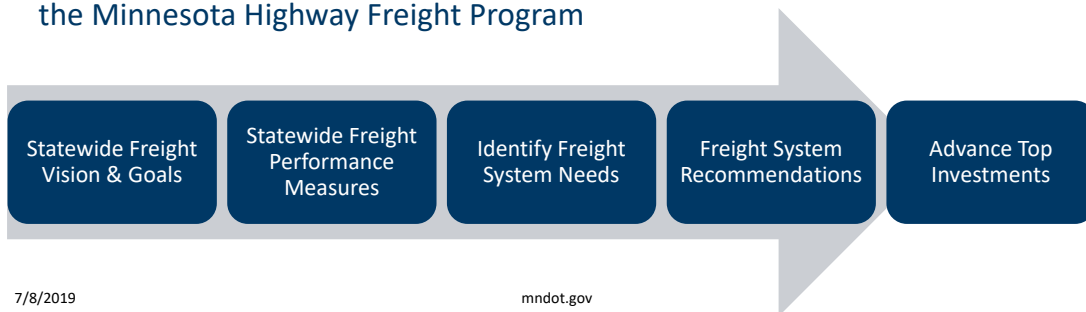 the Minnesota Highway Freight Program
Statewide Freight
Vision & Goals
Statewide Freight
Performance
Measures
Identify Freight
System Needs
Freight System
Recommendations
Advance Top
Investments
7/8/2019
mndot.gov